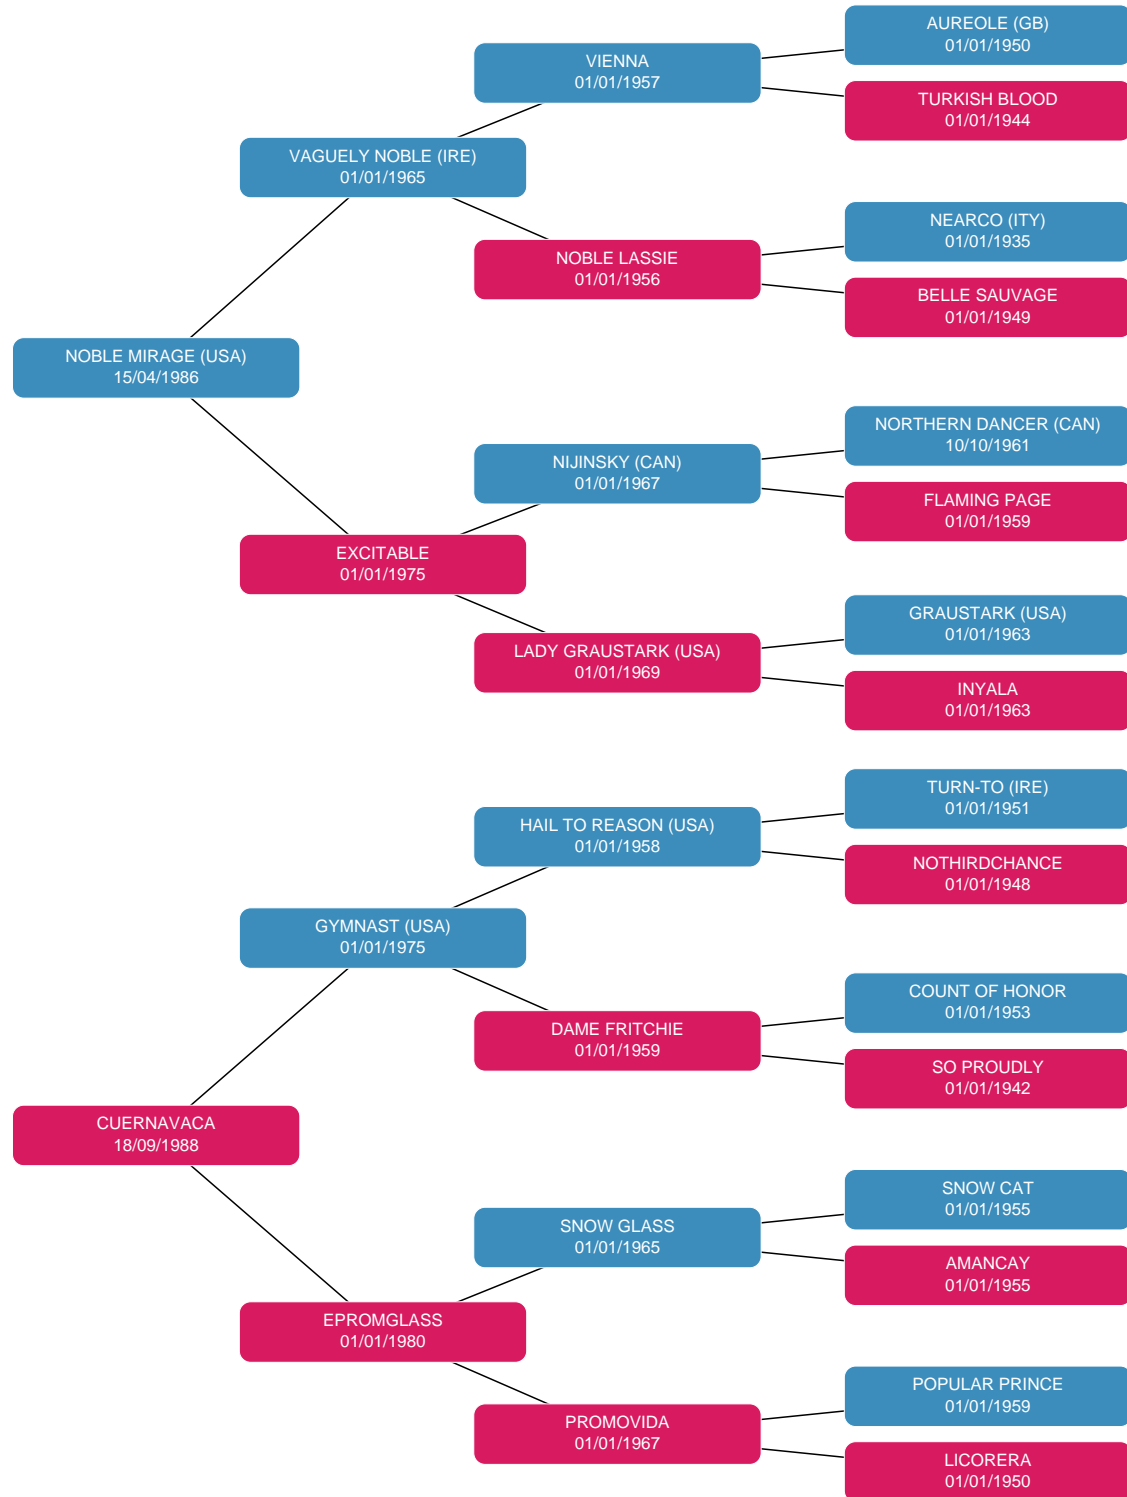 AUREOLE (GB)
01/01/1950
VIENNA
01/01/1957
TURKISH BLOOD
01/01/1944
VAGUELY NOBLE (IRE)
01/01/1965
NEARCO (ITY)
01/01/1935
NOBLE LASSIE
01/01/1956
BELLE SAUVAGE
01/01/1949
NOBLE MIRAGE (USA)
15/04/1986
NORTHERN DANCER (CAN)
10/10/1961
NIJINSKY (CAN)
01/01/1967
FLAMING PAGE
01/01/1959
EXCITABLE
01/01/1975
GRAUSTARK (USA)
01/01/1963
LADY GRAUSTARK (USA)
01/01/1969
INYALA
01/01/1963
TURN-TO (IRE)
01/01/1951
HAIL TO REASON (USA)
01/01/1958
NOTHIRDCHANCE
01/01/1948
GYMNAST (USA)
01/01/1975
COUNT OF HONOR
01/01/1953
DAME FRITCHIE
01/01/1959
SO PROUDLY
01/01/1942
CUERNAVACA
18/09/1988
SNOW CAT
01/01/1955
SNOW GLASS
01/01/1965
AMANCAY
01/01/1955
EPROMGLASS
01/01/1980
POPULAR PRINCE
01/01/1959
PROMOVIDA
01/01/1967
LICORERA
01/01/1950